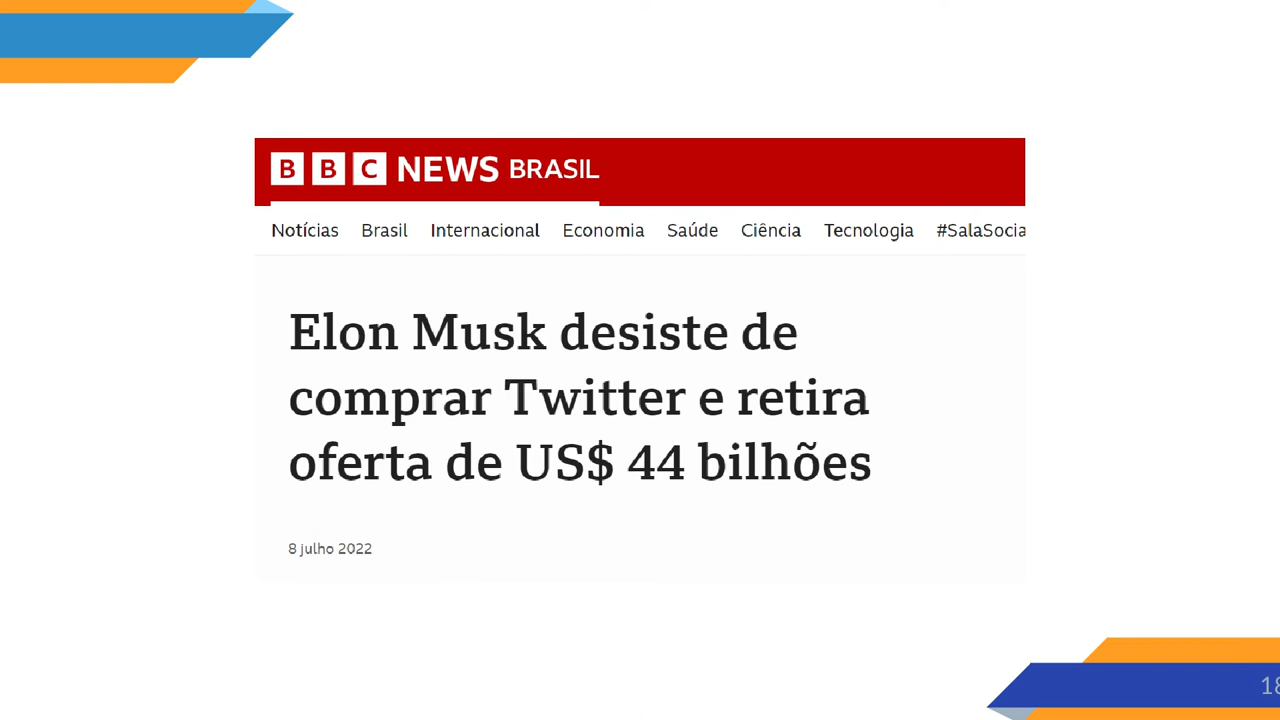 BBC NEWS BRASIL
Notícias Brasil Internacional Economia Saúde Ciência Tecnologia #SalaSocia
Elon Musk desiste de
comprar Twitter e retira
oferta de US$ 44 bilhões
8 julho 2022
18